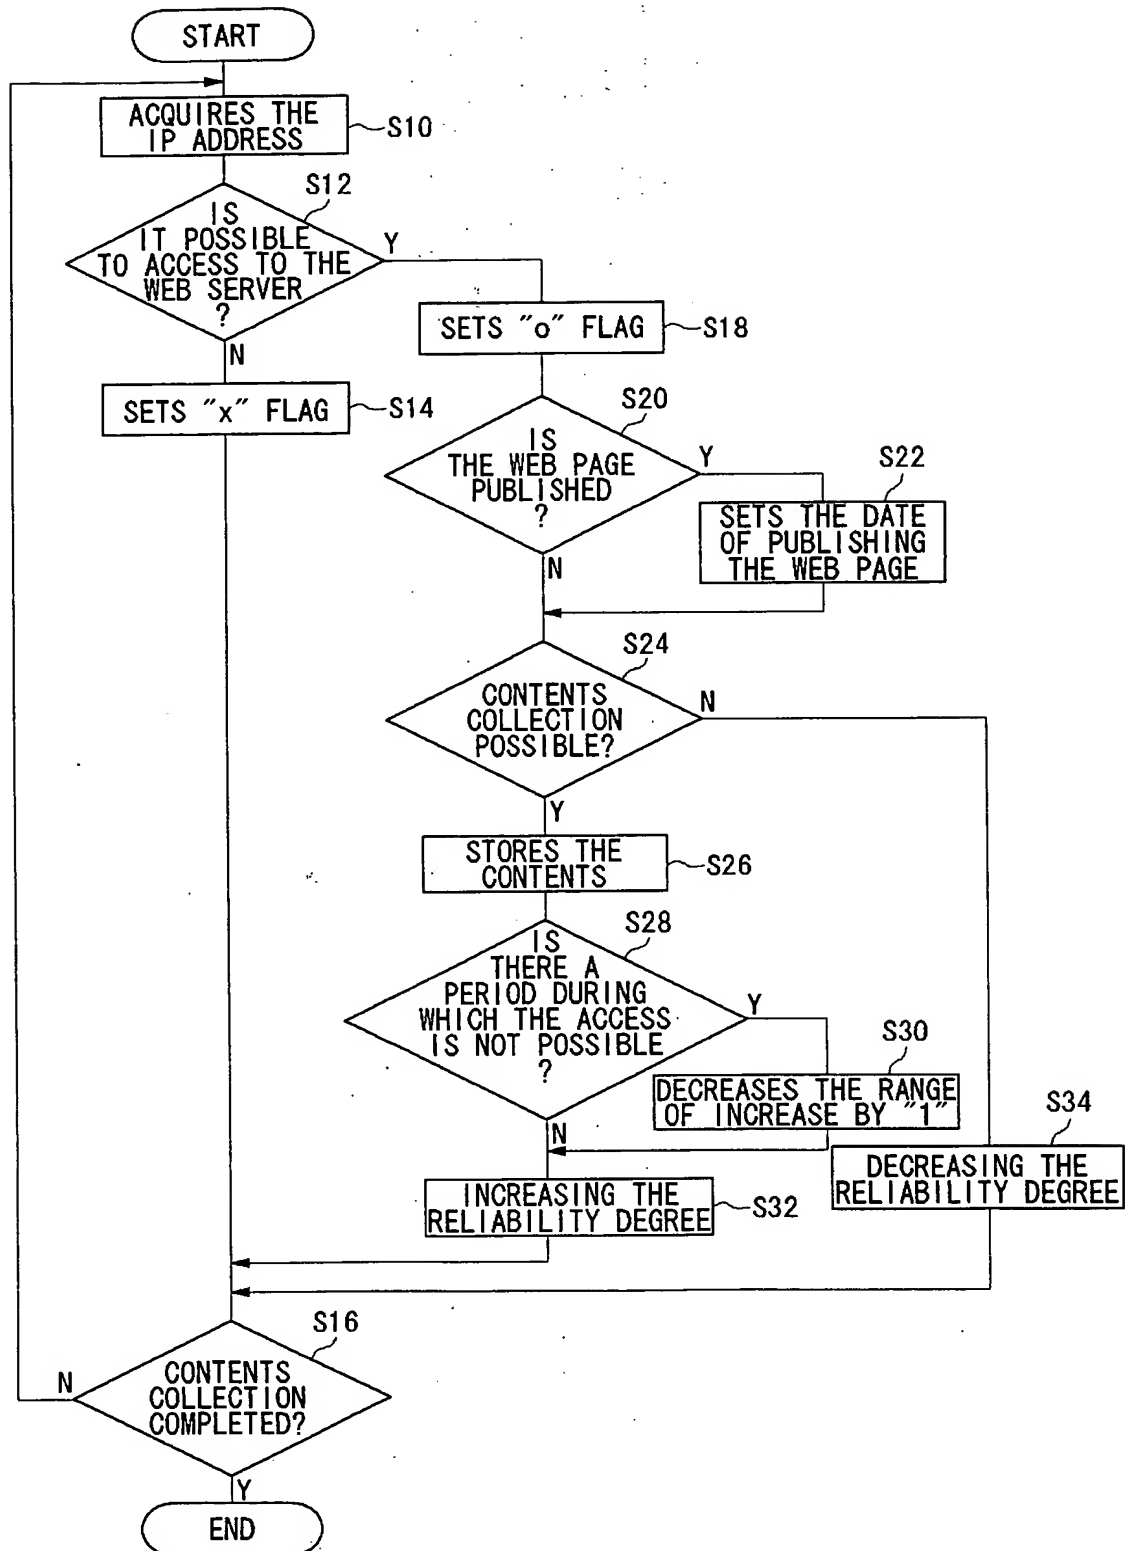 START
ACQUIRES THE
IP ADDRESS
S10
S12
IS
IT POSSIBLE
TO ACCESS TO THE
WEB SERVER
?
Y
N
SETS "o" FLAG
S18
SETS "x" FLAG
S14
S20
IS
THE WEB PAGE
PUBLISHED
?
Y
N
S22
SETS THE DATE
OF PUBLISHING
THE WEB PAGE
S24
CONTENTS
COLLECTION
POSSIBLE?
N
Y
STORES THE
CONTENTS
S26
S28
IS
THERE A
PERIOD DURING
WHICH THE ACCESS
IS NOT POSSIBLE
?
Y
N
S30
DECREASES THE RANGE
OF INCREASE BY "1"
S34
DECREASING THE
RELIABILITY DEGREE
INCREASING THE
RELIABILITY DEGREE
S32
S16
CONTENTS
COLLECTION
COMPLETED?
N
Y
END